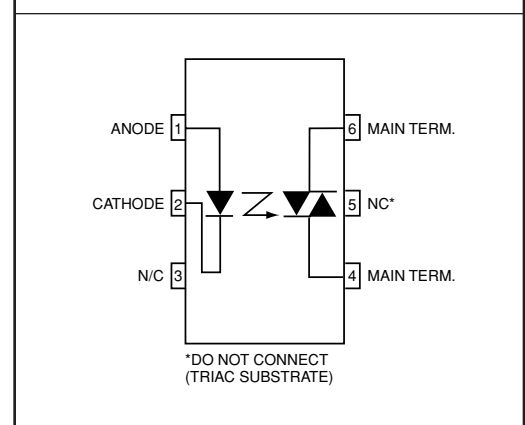 ANODE 1
6 MAIN TERM.
CATHODE 2
5 NC*
N/C 3
4 MAIN TERM.
*DO NOT CONNECT
(TRIAC SUBSTRATE)